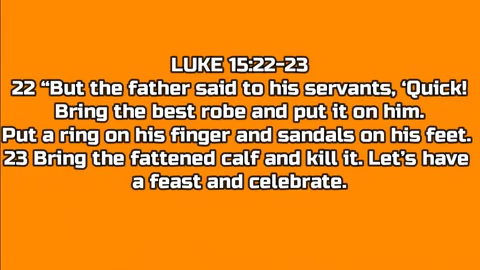 LUKE 15:22-23
22 “But the father said to his servants, ‘Quick!
Bring the best robe and put it on him.
Put a ring on his finger and sandals on his feet.
23 Bring the fattened calf and kill it. Let’s have
a feast and celebrate.